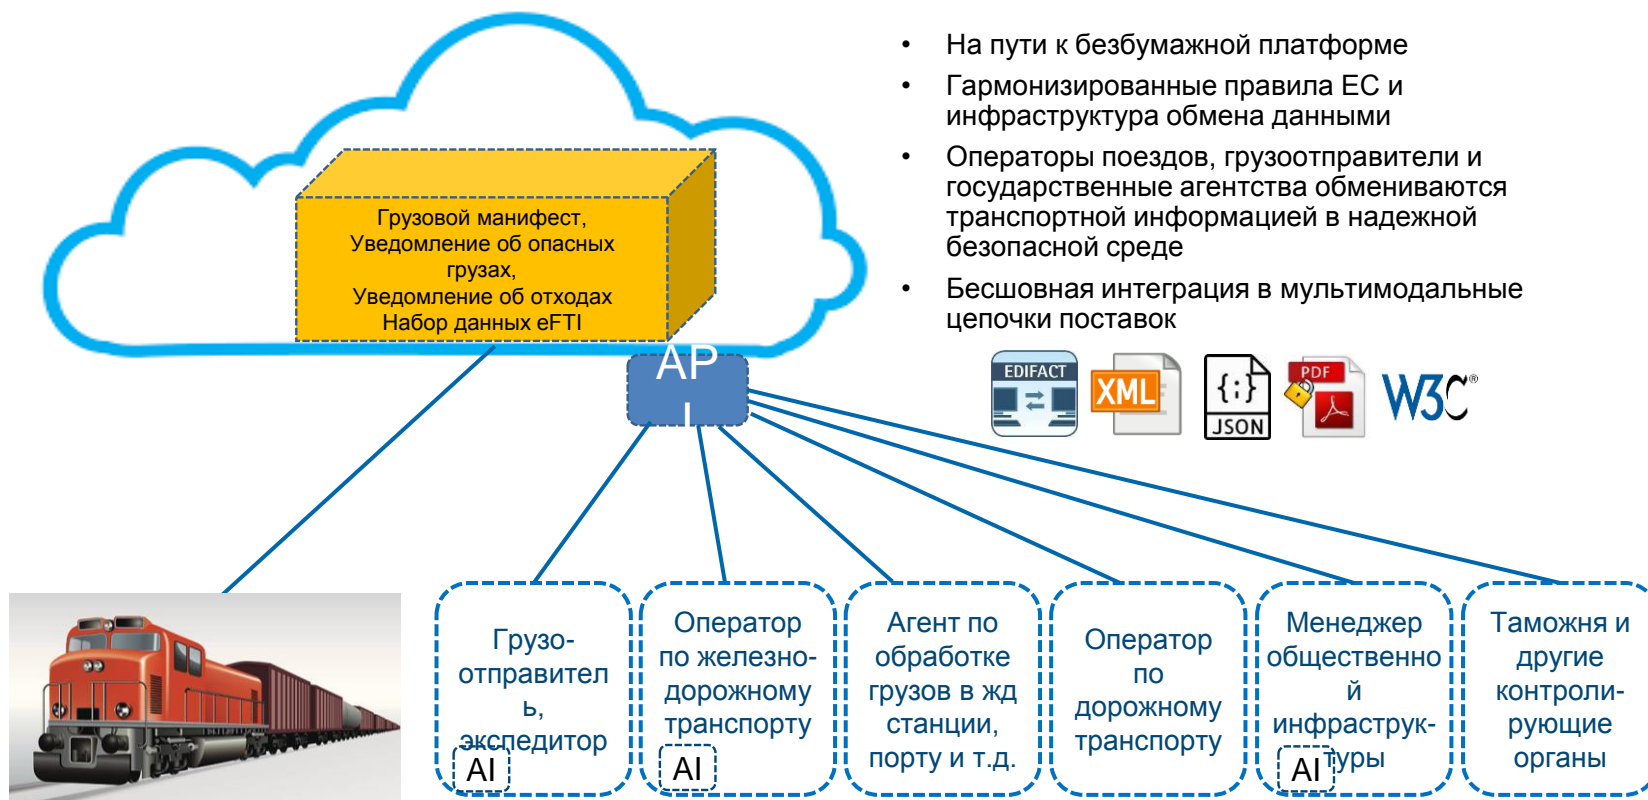 • На пути к безбумажной платформе
• Гармонизированные правила ЕС и
инфраструктура обмена данными
• Операторы поездов, грузоотправители и
государственные агентства обмениваются
транспортной информацией в надежной
безопасной среде
• Бесшовная интеграция в мультимодальные
цепочки поставок
Грузовой манифест,
Уведомление об опасных
грузах,
Уведомление об отходах
Набор данных eFTI
AP
I
EDIFACT
XML
{;}
JSON
PDF
W3C®
Грузо-
отправител
ь,
экспедитор
AI
Оператор
по железно-
дорожному
транспорту
AI
Агент по
обработке
грузов в жд
станции,
порту и т.д.
Оператор
по
дорожному
транспорту
Менеджер
общественно
й
инфраструк-
туры
AI
Таможня и
другие
контроли-
рующие
органы